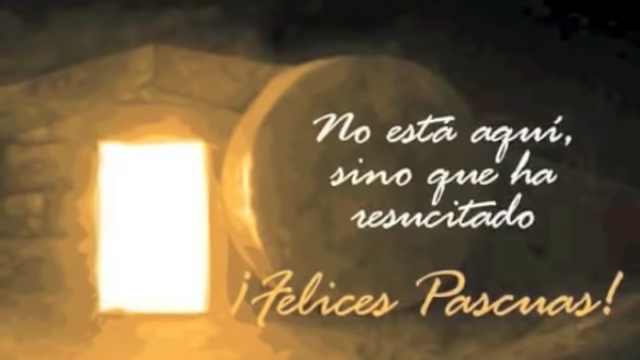 No está aquí,
sino que ha
resucitado
¡Felices Pascuas!